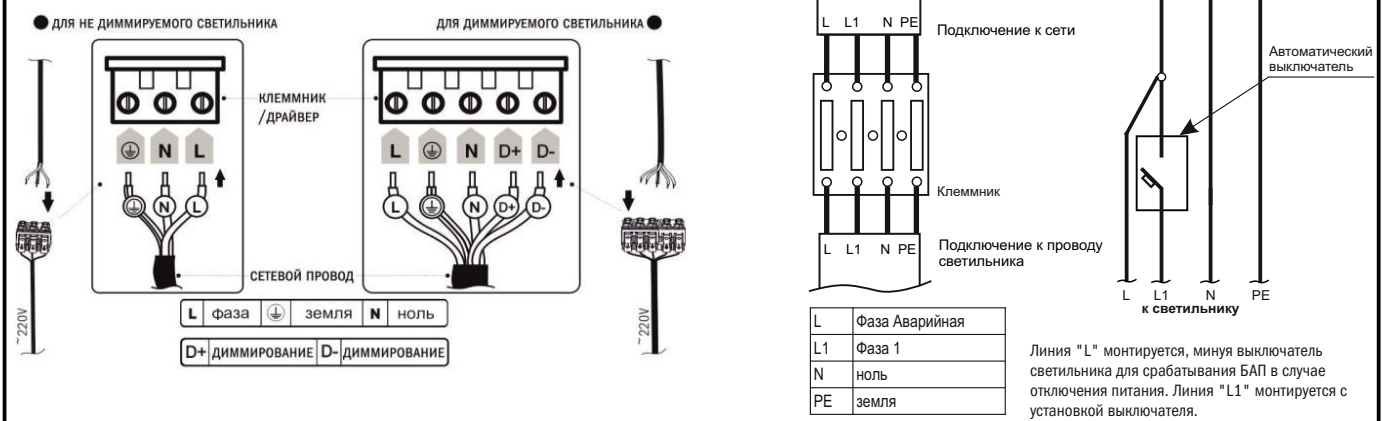 ДЛЯ НЕ ДИММИРУЕМОГО СВЕТИЛЬНИКА
ДЛЯ ДИММИРУЕМОГО СВЕТИЛЬНИКА
КЛЕММНИК
/ДРАЙВЕР
N L
L N D+ D-
N L
L N D+ D-
СЕТЕВОЙ ПРОВОД
~220V
~220V
L фаза земля N ноль
D+ ДИММИРОВАНИЕ D- ДИММИРОВАНИЕ
L L1 N PE
Подключение к сети
Клеммник
L L1 N PE
Подключение к проводу
светильника
L Фаза Аварийная
L1 Фаза 1
N ноль
PE земля
Автоматический
выключатель
L L1 N PE
к светильнику
Линия "L" монтируется, минуя выключатель
светильника для срабатывания БАП в случае
отключения питания. Линия "L1" монтируется с
установкой выключателя.